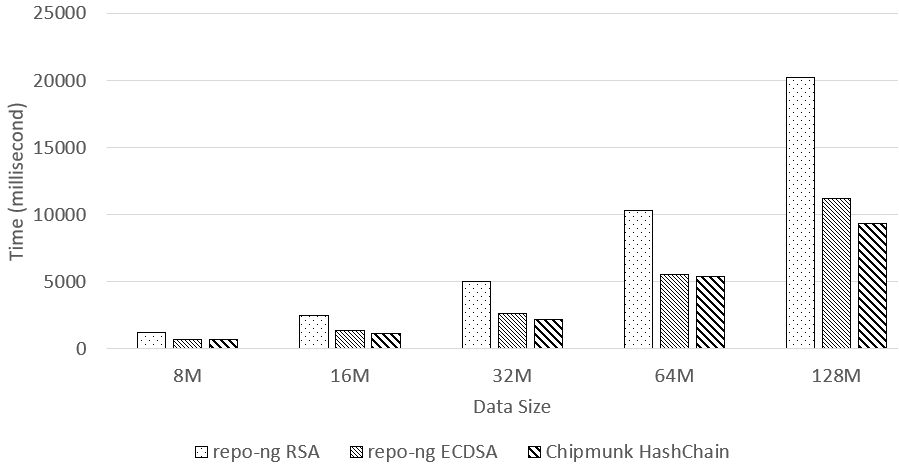 25000
20000
15000
10000
5000
0
Time (millisecond)
8M 16M 32M 64M 128M
Data Size
repo-ng RSA repo-ng ECDSA Chipmunk HashChain